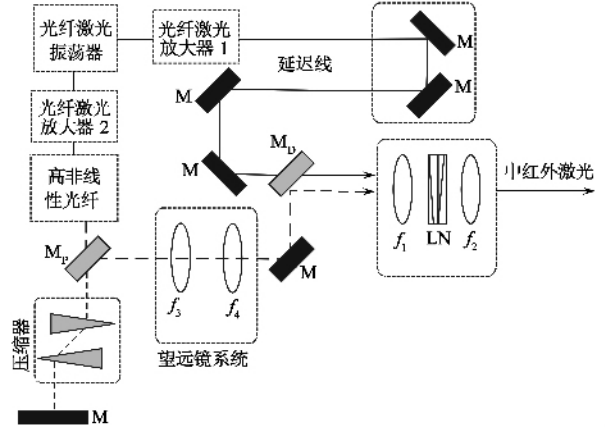 光纤激光
振荡器
光纤激光
放大器 1
M
延迟线
M
M
光纤激光
放大器 2
M_D
M
中红外激光
高非线
性光纤
f1
LN
f2
M_P
M
f3
f4
压缩器
望远镜系统
M